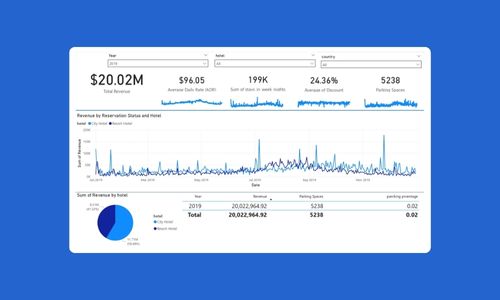 Year
hotel
country
2019
All
All
$20.02M
Total Revenue
$96.05
Average Daily Rate (ADR)
199K
Sum of stays in week nights
24.36%
Average of Discount
5238
Parking Spaces
Revenue by Reservation Status and Hotel
hotel City Hotel Resort Hotel
Sum of Revenue
Date
Sum of Revenue by hotel
hotel
City Hotel
Resort Hotel
Year Revenue Parking Spaces
2019 20,022,964.92 5238 0.02
Total 20,022,964.92 5238 0.02